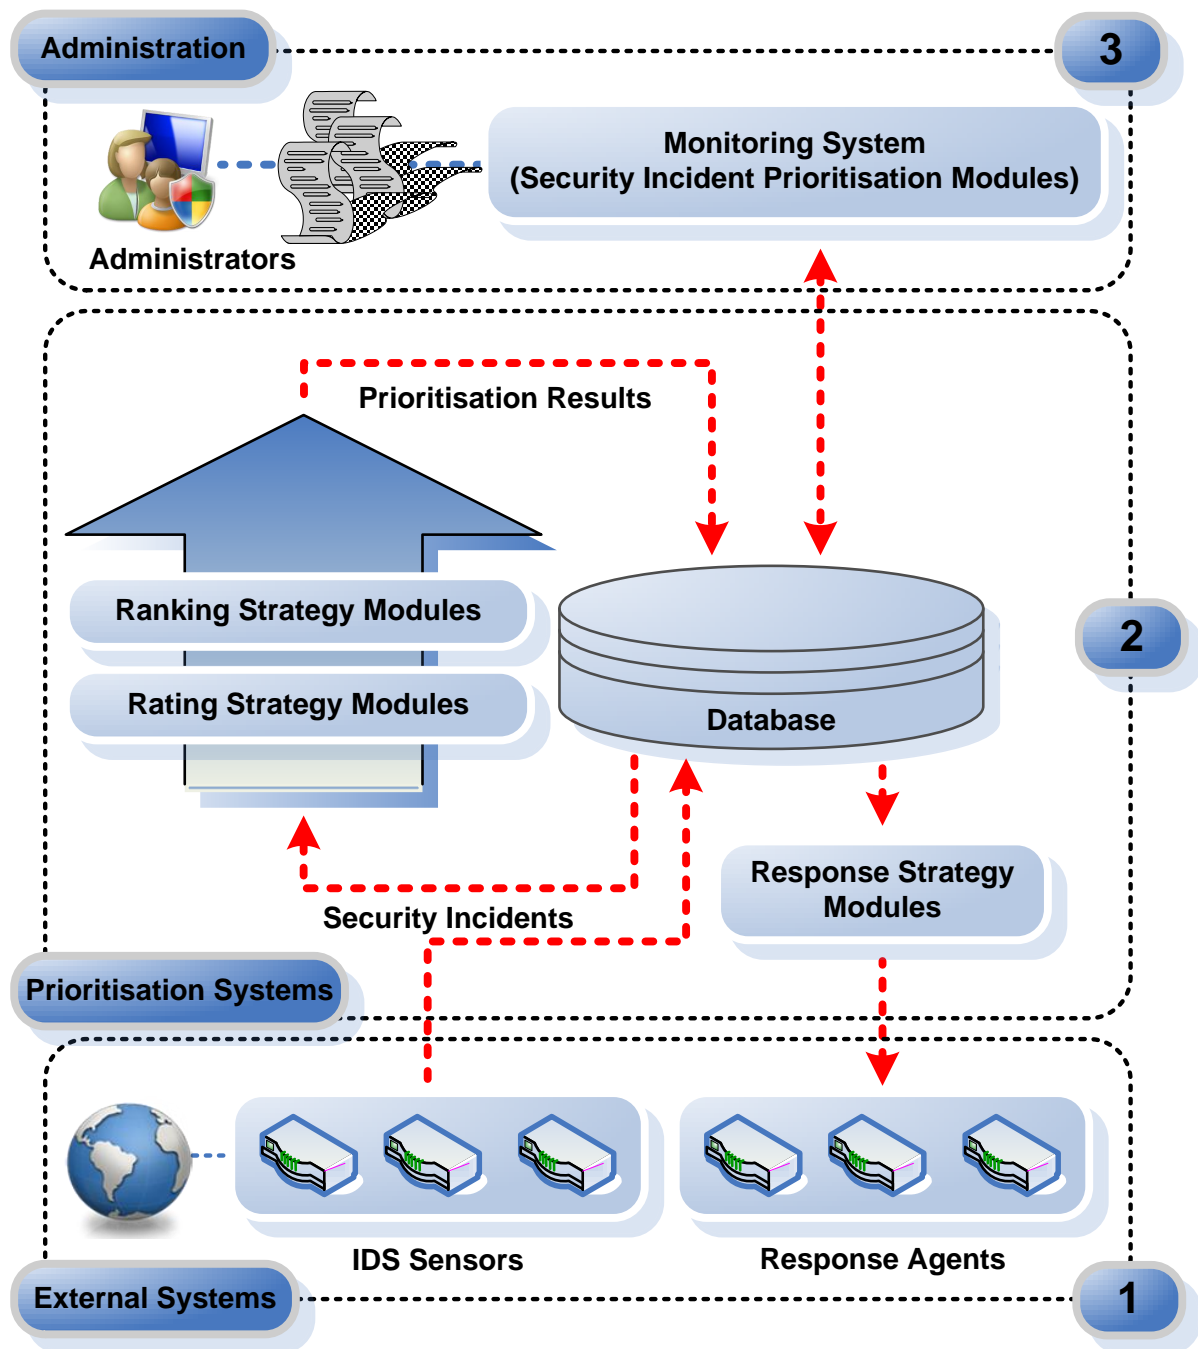 Administration
3
Monitoring System
(Security Incident Prioritisation Modules)
Administrators
Prioritisation Results
Ranking Strategy Modules
2
Rating Strategy Modules
Database
Response Strategy
Modules
Security Incidents
Prioritisation Systems
IDS Sensors
Response Agents
External Systems
1